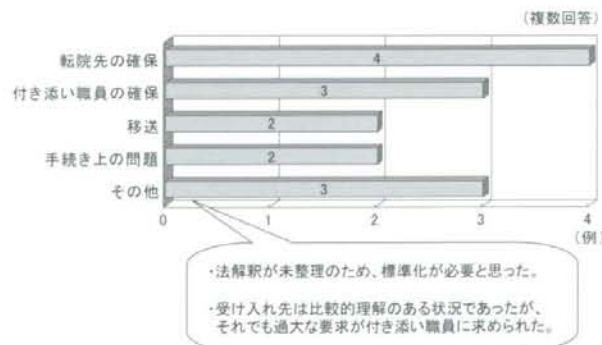 (複数回答)
転院先の確保
4
付き添い職員の確保
3
移送
2
手続き上の問題
2
その他
3
0 1 2 3 4
(例)
・法解釈が未整理のため、標準化が必要と思った。
・受け入れ先は比較的理解のある状況であったが、
それでも過大な要求が付き添い職員に求められた。